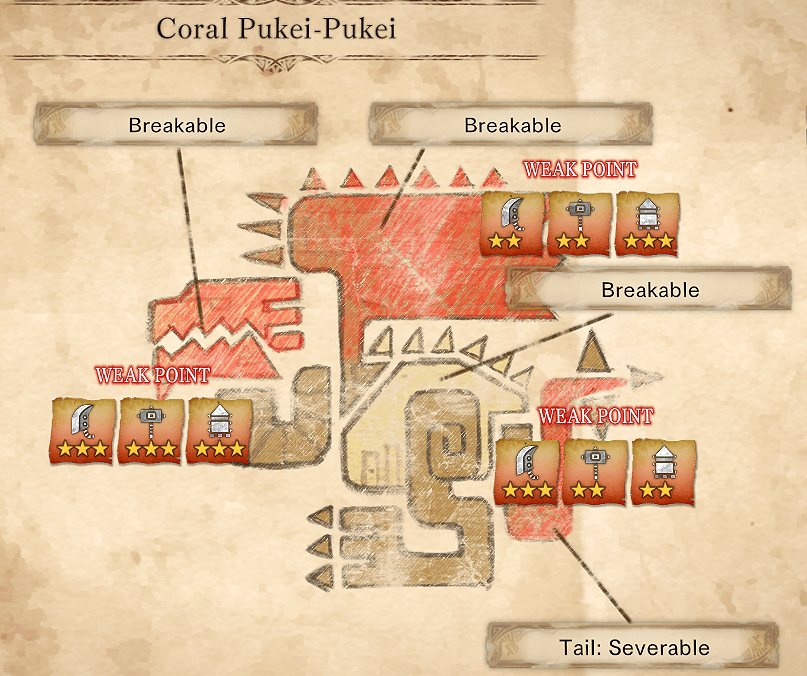 Coral Pukei-Pukei
Breakable
Breakable
WEAK POINT
Breakable
WEAK POINT
WEAK POINT
Tail: Severable